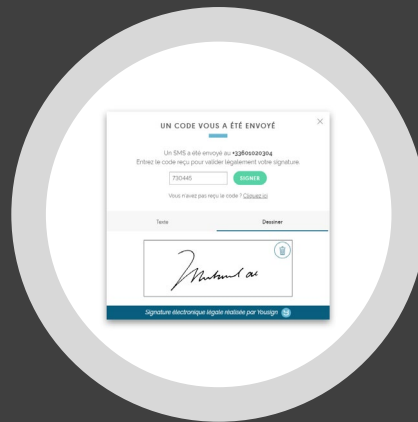 UN CODE VOUS A ÉTÉ ENVOYÉ
Un SMS a été envoyé au +33601020304
Entrez le code reçu pour valider légalement votre signature
730445 SIGNER
Vous n'avez pas reçu le code ? Cliquez ici
Texte Dessiner
Signature électronique légale réalisée par Yousign